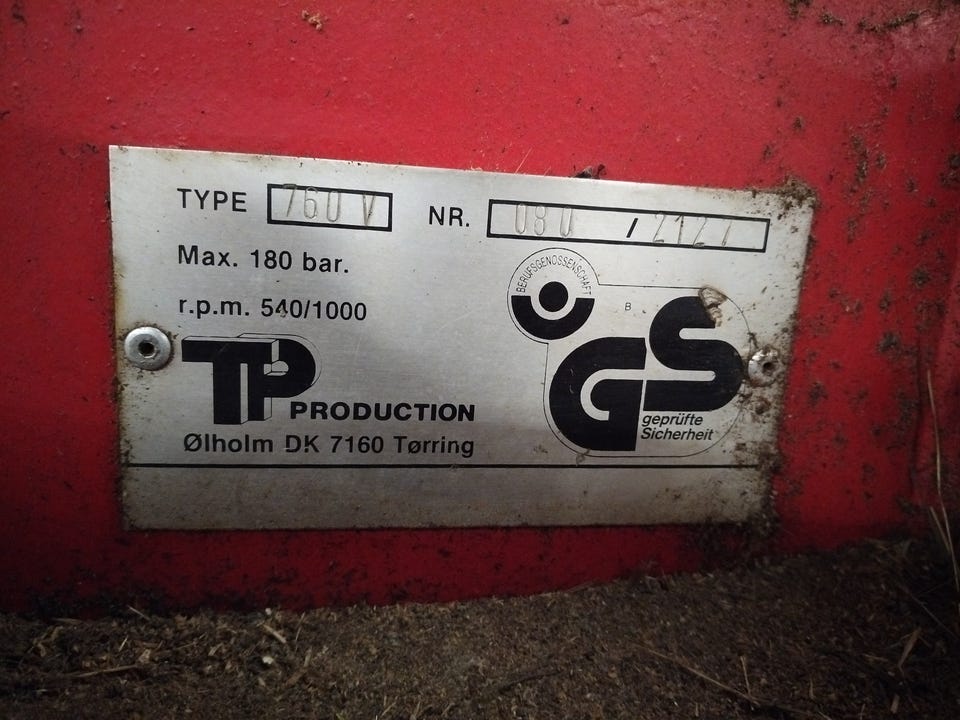 TYPE 760 V NR. 080 / 2127
Max. 180 bar.
r.p.m. 540/1000
TP PRODUCTION
Ølholm DK 7160 Tørring
BERUFSGENOSSENSCHAFT
B
GS
geprüfte
Sicherheit